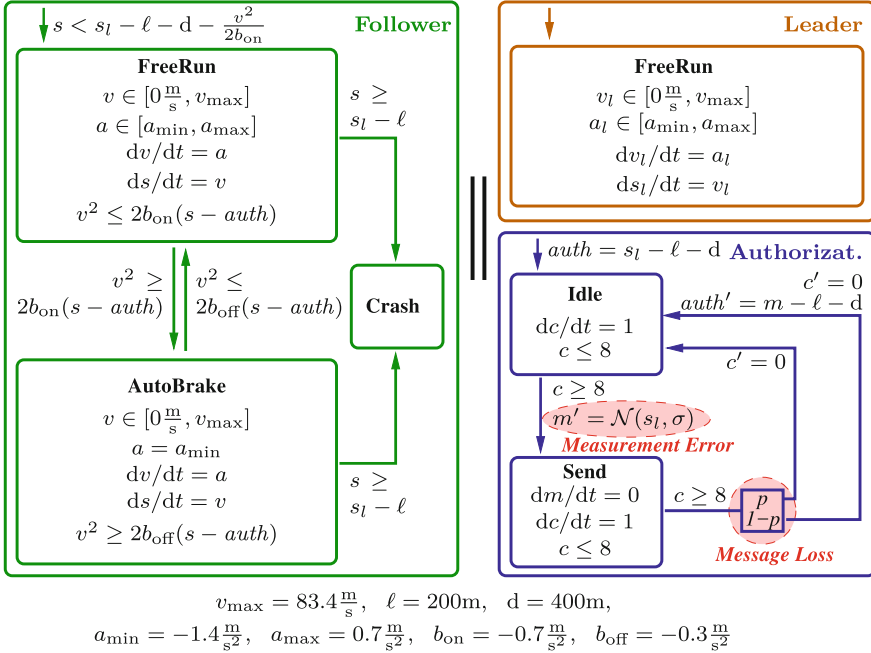 s < s_l − ℓ − d − v²/2b_on
Follower
FreeRun
v ∈ [0 m/s, v_max]
a ∈ [a_min, a_max]
dv/dt = a
ds/dt = v
v² ≤ 2b_on(s − auth)
s ≥
s_l − ℓ
v² ≥
2b_on(s − auth)
v² ≤
2b_off(s − auth)
Crash
AutoBrake
v ∈ [0 m/s, v_max]
a = a_min
dv/dt = a
ds/dt = v
v² ≥ 2b_off(s − auth)
s ≥
s_l − ℓ
||
Leader
FreeRun
v_l ∈ [0 m/s, v_max]
a_l ∈ [a_min, a_max]
dv_l/dt = a_l
ds_l/dt = v_l
auth = s_l − ℓ − d
Authorizat.
Idle
dc/dt = 1
c ≤ 8
c′ = 0
auth′ = m − ℓ − d
c′ = 0
c ≥ 8
m′ = 𝒩(s_l, σ)
Measurement Error
Send
dm/dt = 0
dc/dt = 1
c ≤ 8
c ≥ 8
p
1−p
Message Loss
v_max = 83.4 m/s, ℓ = 200m, d = 400m,
a_min = −1.4 m/s², a_max = 0.7 m/s², b_on = −0.7 m/s², b_off = −0.3 m/s²